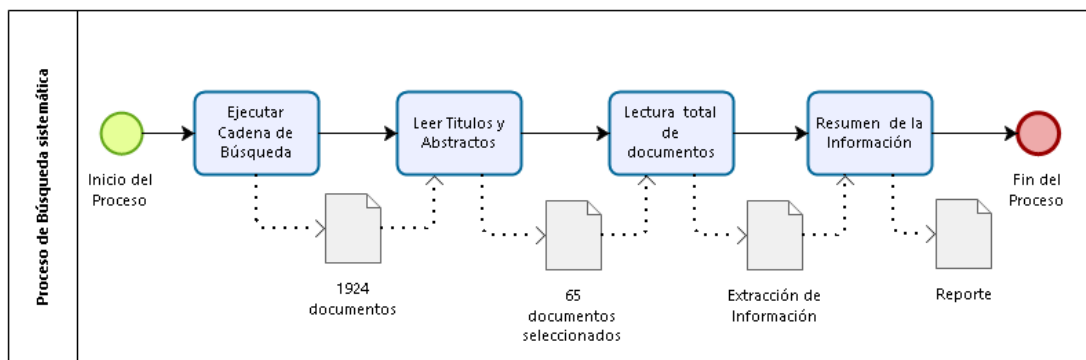 Proceso de Búsqueda sistemática
Inicio del
Proceso
Ejecutar
Cadena de
Búsqueda
1924
documentos
Leer Titulos y
Abstractos
65
documentos
seleccionados
Lectura total
de
documentos
Extracción de
Información
Resumen de la
Información
Reporte
Fin del
Proceso